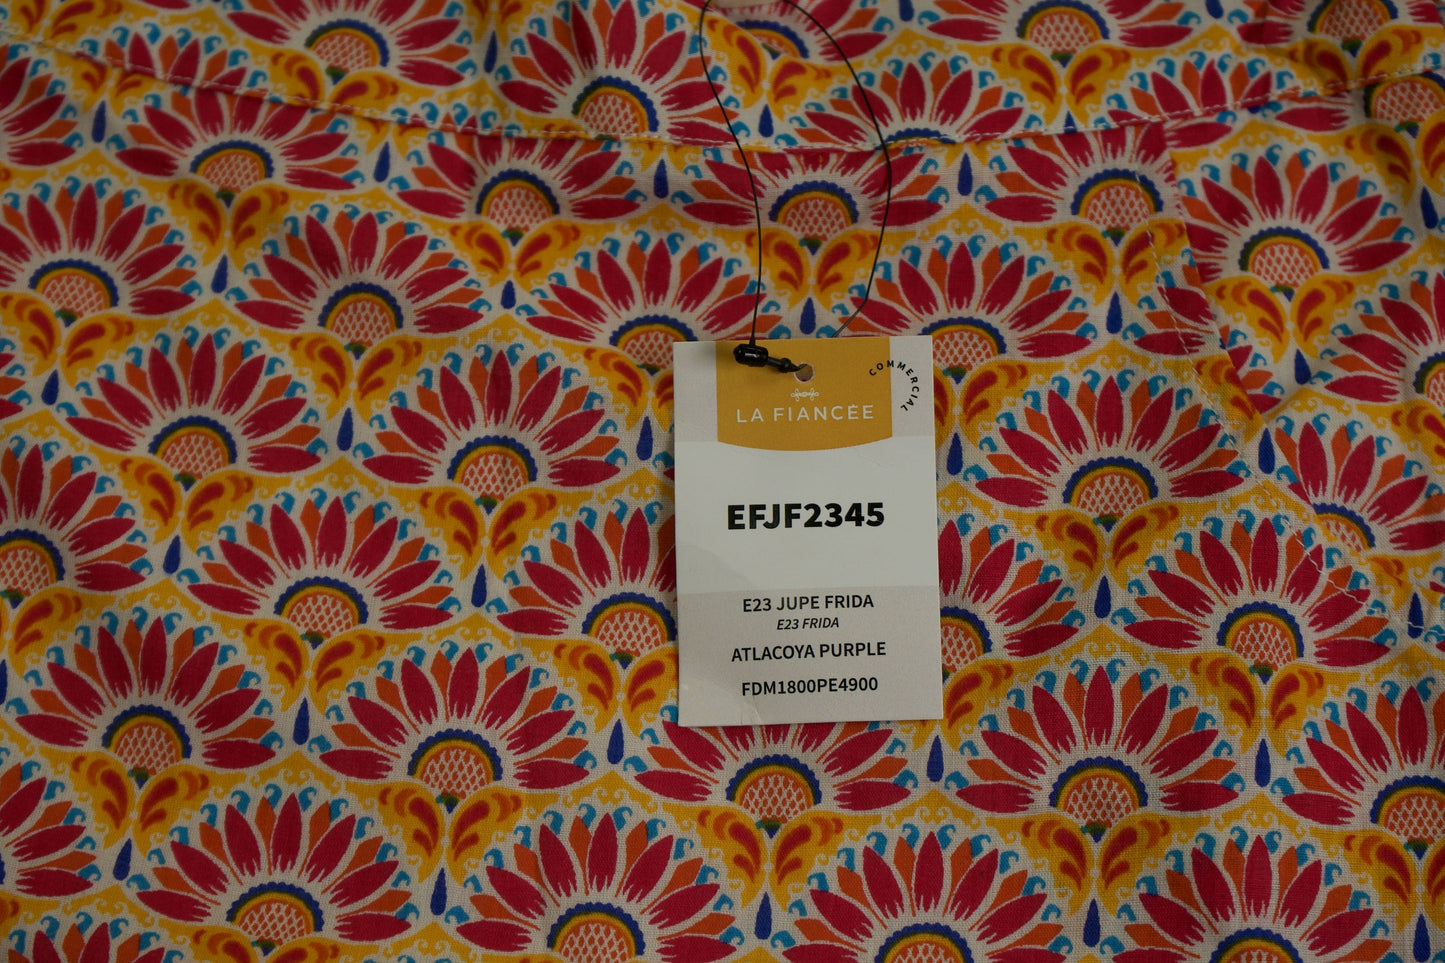 COMMERCIAL
LA FIANCÉE
EFJF2345
E23 JUPE FRIDA
E23 FRIDA
ATLACOYA PURPLE
FDM1800PE4900